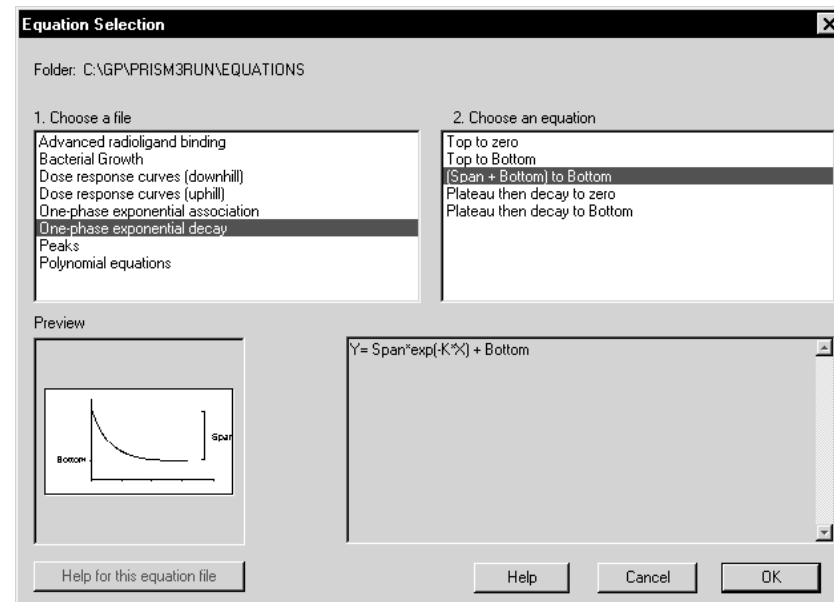 Equation Selection
Folder: C:\GP\PRISM3RUN\EQUATIONS
1. Choose a file
Advanced radioligand binding
Bacterial Growth
Dose response curves (downhill)
Dose response curves (uphill)
One-phase exponential association
One-phase exponential decay
Peaks
Polynomial equations
2. Choose an equation
Top to zero
Top to Bottom
(Span + Bottom) to Bottom
Plateau then decay to zero
Plateau then decay to Bottom
Preview
Span
Bottom
Y= Span*exp(-K*X) + Bottom
Help for this equation file
Help
Cancel
OK